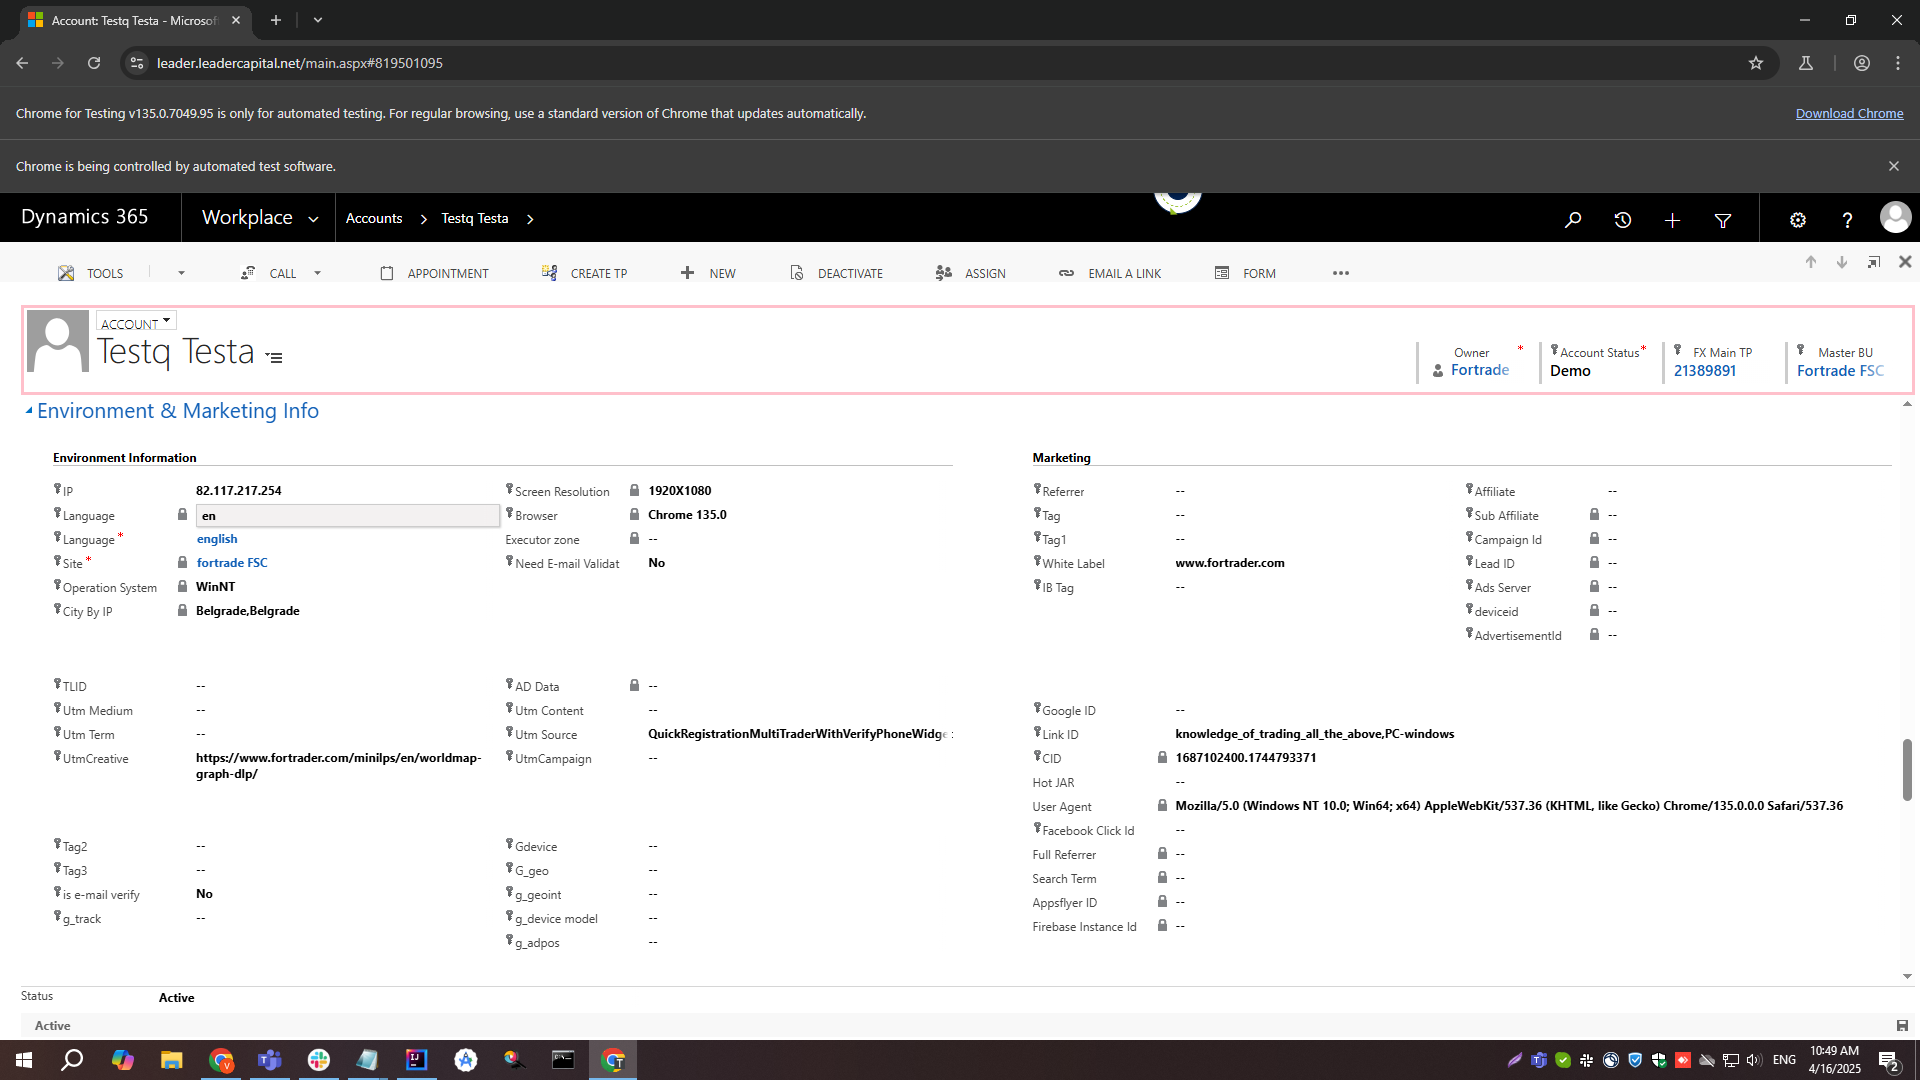 Account: Testq Testa - Microsof
leader.leadercapital.net/main.aspx#819501095
Chrome for Testing v135.0.7049.95 is only for automated testing. For regular browsing, use a standard version of Chrome that updates automatically.
Download Chrome
Chrome is being controlled by automated test software.
Dynamics 365
Workplace
Accounts
Testq Testa
TOOLS
CALL
APPOINTMENT
CREATE TP
NEW
DEACTIVATE
ASSIGN
EMAIL A LINK
FORM
ACCOUNT
Testq Testa
Owner *
Fortrade
Account Status *
Demo
FX Main TP
21389891
Master BU
Fortrade FSC
Environment & Marketing Info
Environment Information
IP 82.117.217.254
Language en
Language * english
Site * fortrade FSC
Operation System WinNT
City By IP Belgrade,Belgrade
Screen Resolution 1920X1080
Browser Chrome 135.0
Executor zone --
Need E-mail Validat No
TLID --
Utm Medium --
Utm Term --
UtmCreative https://www.fortrader.com/minilps/en/worldmap-
graph-dlp/
AD Data --
Utm Content --
Utm Source QuickRegistrationMultiTraderWithVerifyPhoneWidge
UtmCampaign --
Tag2 --
Tag3 --
is e-mail verify No
g_track --
Gdevice --
G_geo --
g_geoint --
g_device model --
g_adpos --
Marketing
Referrer --
Tag --
Tag1 --
White Label www.fortrader.com
IB Tag --
Affiliate --
Sub Affiliate --
Campaign Id --
Lead ID --
Ads Server --
deviceid --
AdvertisementId --
Google ID --
Link ID knowledge_of_trading_all_the_above,PC-windows
CID 1687102400.1744793371
Hot JAR --
User Agent Mozilla/5.0 (Windows NT 10.0; Win64; x64) AppleWebKit/537.36 (KHTML, like Gecko) Chrome/135.0.0.0 Safari/537.36
Facebook Click Id --
Full Referrer --
Search Term --
Appsflyer ID --
Firebase Instance Id --
Status Active
Active
ENG
10:49 AM
4/16/2025
2